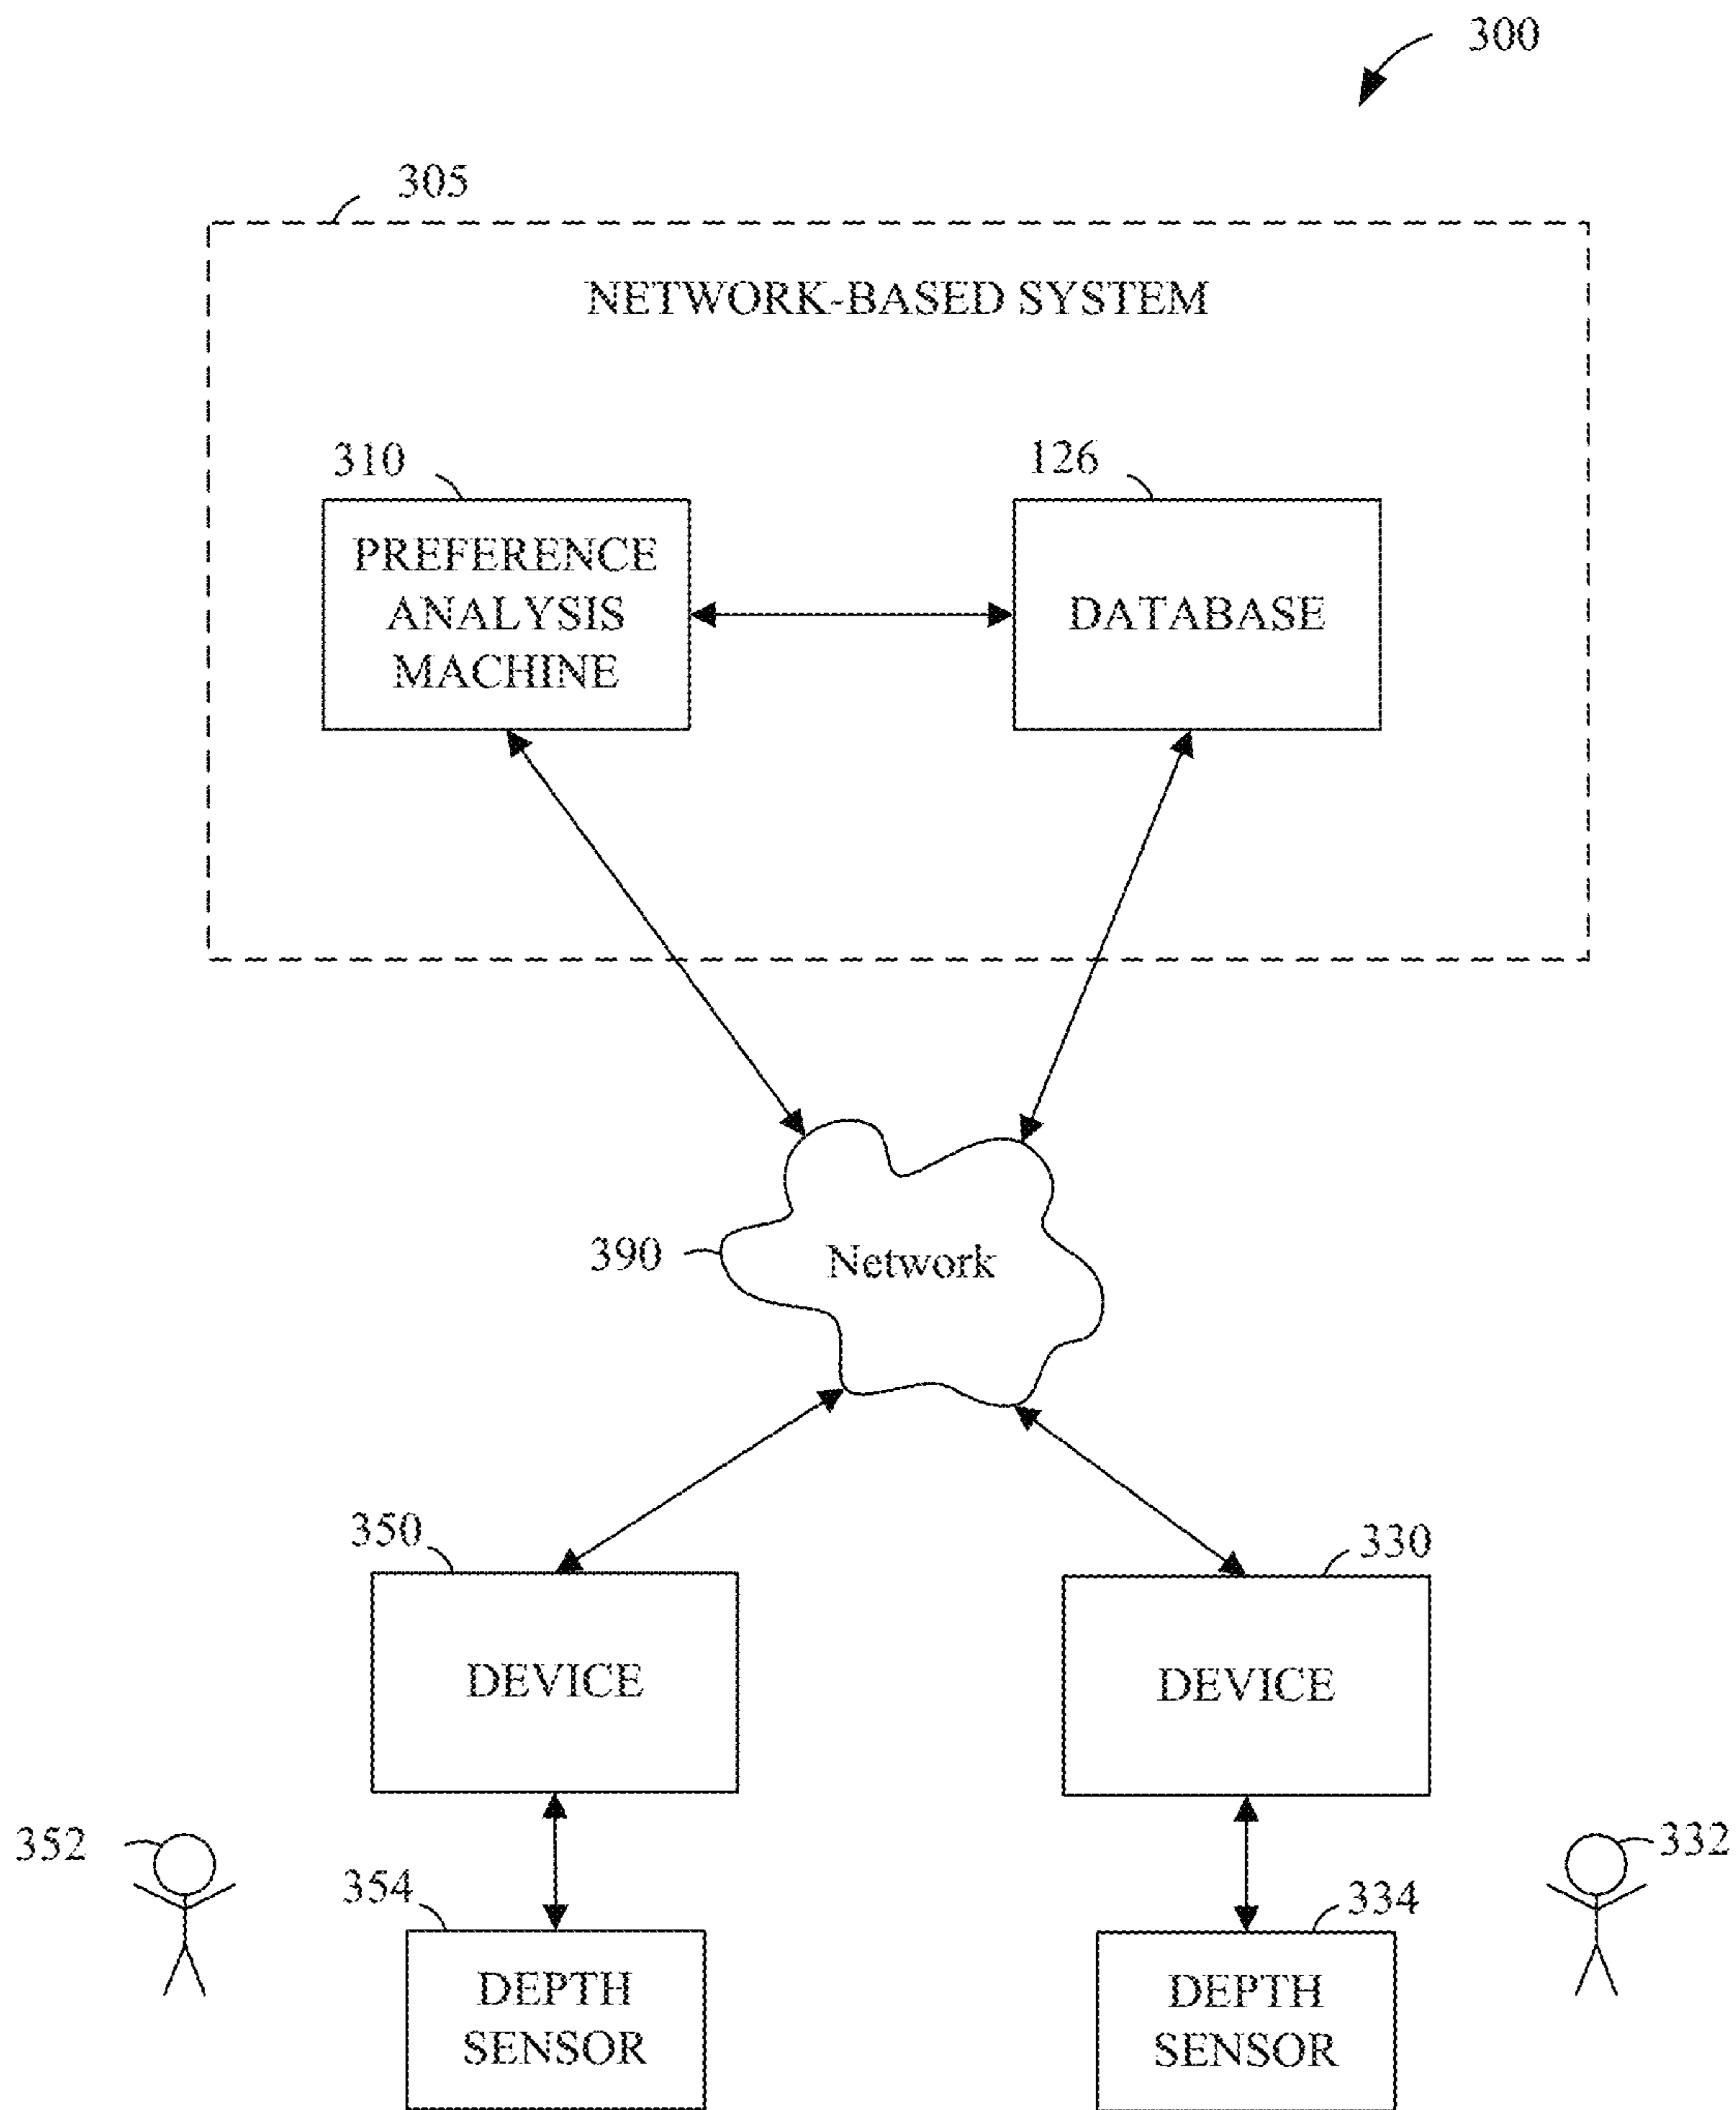 300
305
NETWORK-BASED SYSTEM
310
126
PREFERENCE
ANALYSIS
MACHINE
DATABASE
390
Network
350
330
DEVICE
DEVICE
352
332
354
334
DEPTH
SENSOR
DEPTH
SENSOR